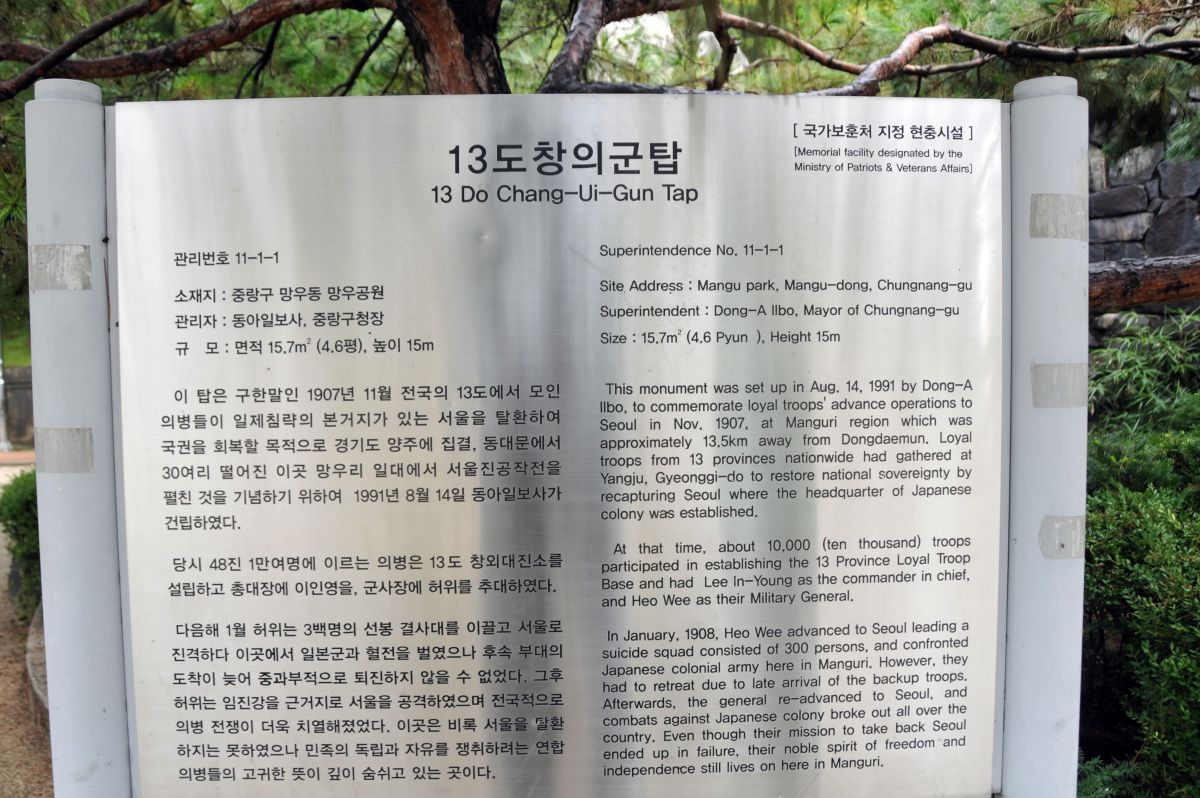 13도창의군탑
13 Do Chang-Ui-Gun Tap
[ 국가보훈처 지정 현충시설 ]
[Memorial facility designated by the
Ministry of Patriots & Veterans Affairs]
관리번호 11-1-1
소재지 : 중랑구 망우동 망우공원
관리자 : 동아일보사, 중랑구청장
규 모 : 면적 15.7m² (4.6평), 높이 15m
이 탑은 구한말인 1907년 11월 전국의 13도에서 모인
의병들이 일제침략의 본거지가 있는 서울을 탈환하여
국권을 회복할 목적으로 경기도 양주에 집결, 동대문에서
30여리 떨어진 이곳 망우리 일대에서 서울진공작전을
펼친 것을 기념하기 위하여 1991년 8월 14일 동아일보사가
건립하였다.
당시 48진 1만여명에 이르는 의병은 13도 창외대진소를
설립하고 총대장에 이인영을, 군사장에 허위를 추대하였다.
다음해 1월 허위는 3백명의 선봉 결사대를 이끌고 서울로
진격하다 이곳에서 일본군과 혈전을 벌였으나 후속 부대의
도착이 늦어 중과부적으로 퇴진하지 않을 수 없었다. 그후
허위는 임진강을 근거지로 서울을 공격하였으며 전국적으로
의병 전쟁이 더욱 치열해졌었다. 이곳은 비록 서울을 탈환
하지는 못하였으나 민족의 독립과 자유를 쟁취하려는 연합
의병들의 고귀한 뜻이 깊이 숨쉬고 있는 곳이다.
Superintendence No. 11-1-1
Site Address : Mangu park, Mangu-dong, Chungnang-gu
Superintendent : Dong-A Ilbo, Mayor of Chungnang-gu
Size : 15.7m² (4.6 Pyun ), Height 15m
This monument was set up in Aug. 14, 1991 by Dong-A
Ilbo, to commemorate loyal troops' advance operations to
Seoul in Nov. 1907, at Manguri region which was
approximately 13.5km away from Dongdaemun. Loyal
troops from 13 provinces nationwide had gathered at
Yangju, Gyeonggi-do to restore national sovereignty by
recapturing Seoul where the headquarter of Japanese
colony was established.
At that time, about 10,000 (ten thousand) troops
participated in establishing the 13 Province Loyal Troop
Base and had Lee In-Young as the commander in chief,
and Heo Wee as their Military General.
In January, 1908, Heo Wee advanced to Seoul leading a
suicide squad consisted of 300 persons, and confronted
Japanese colonial army here in Manguri. However, they
had to retreat due to late arrival of the backup troops.
Afterwards, the general re-advanced to Seoul, and
combats against Japanese colony broke out all over the
country. Even though their mission to take back Seoul
ended up in failure, their noble spirit of freedom and
independence still lives on here in Manguri.